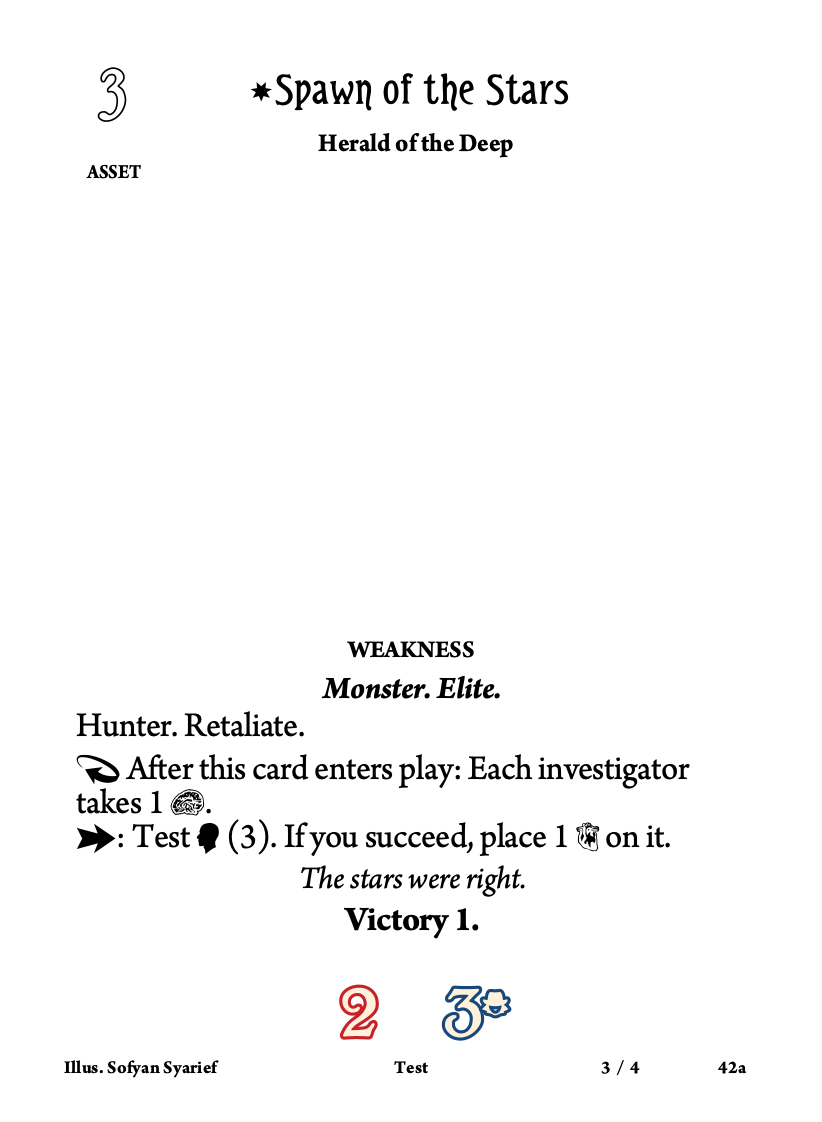 3
Spawn of the Stars
Herald of the Deep
ASSET
WEAKNESS
Monster. Elite.
Hunter. Retaliate.
After this card enters play: Each investigator
takes 1 .
: Test (3). If you succeed, place 1 on it.
The stars were right.
Victory 1.
2 3
Illus. Sofyan Syarief Test 3 / 4 42a